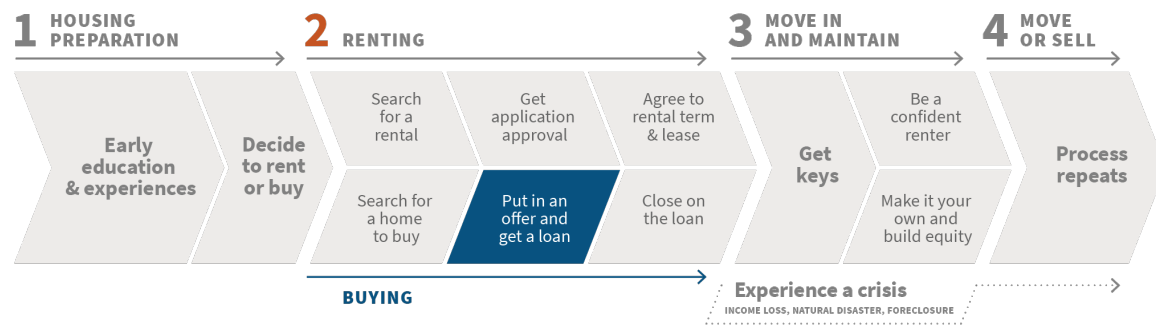 1 HOUSING
PREPARATION
2 RENTING
3 MOVE IN
AND MAINTAIN
4 MOVE
OR SELL
Early
education
& experiences
Decide
to rent
or buy
Search
for a
rental
Get
application
approval
Agree to
rental term
& lease
Search for
a home
to buy
Put in an
offer and
get a loan
Close on
the loan
Get
keys
Be a
confident
renter
Make it your
own and
build equity
Process
repeats
BUYING
Experience a crisis
INCOME LOSS, NATURAL DISASTER, FORECLOSURE